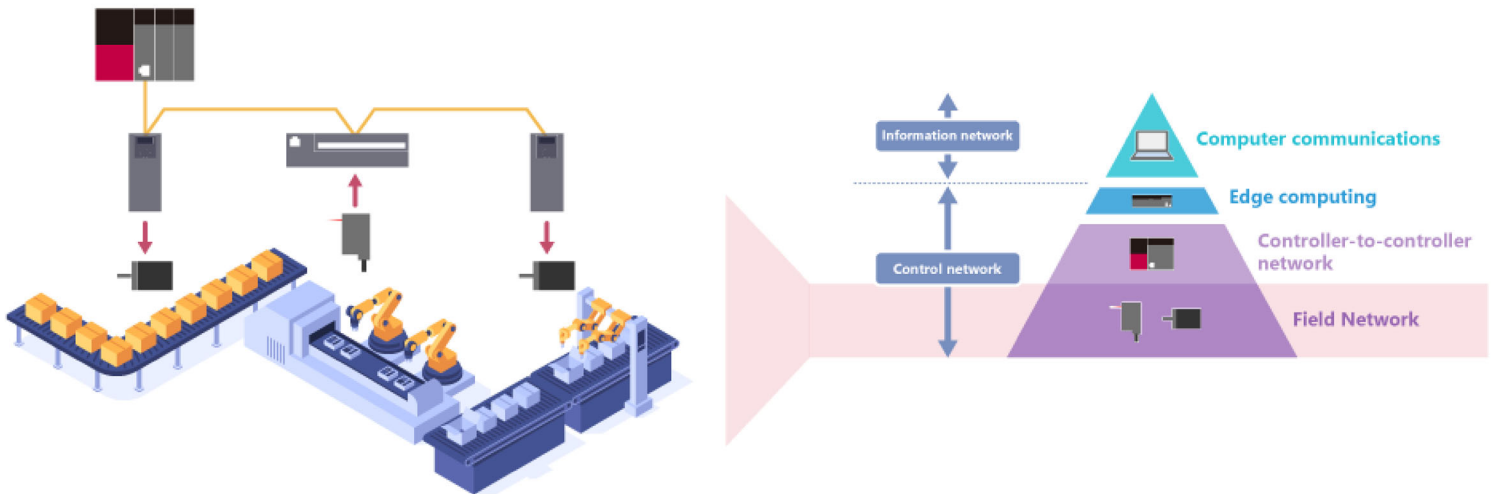 Information network
Computer communications
Edge computing
Controller-to-controller
network
Control network
Field Network